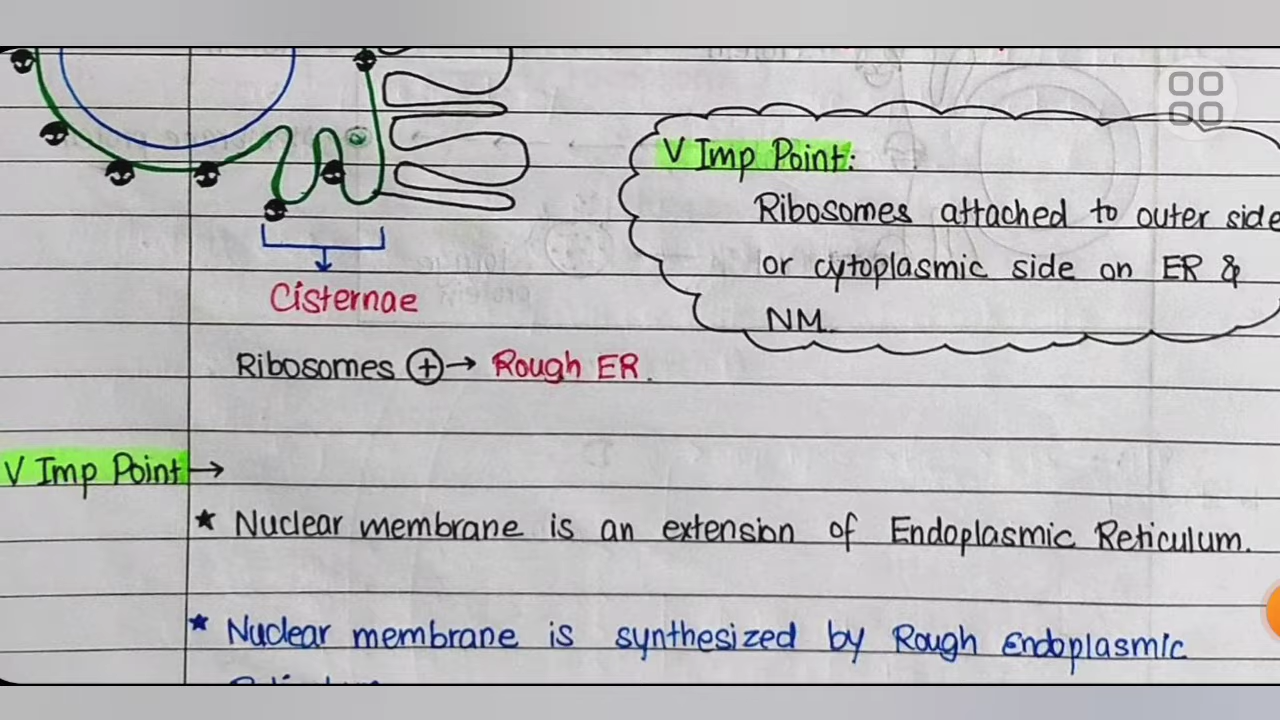 V Imp Point:
Ribosomes attached to outer side
or cytoplasmic side on ER &
NM.
Cisternae
Ribosomes ⊕→ Rough ER.
V Imp Point →
★ Nuclear membrane is an extension of Endoplasmic Reticulum.
★ Nuclear membrane is synthesized by Rough Endoplasmic